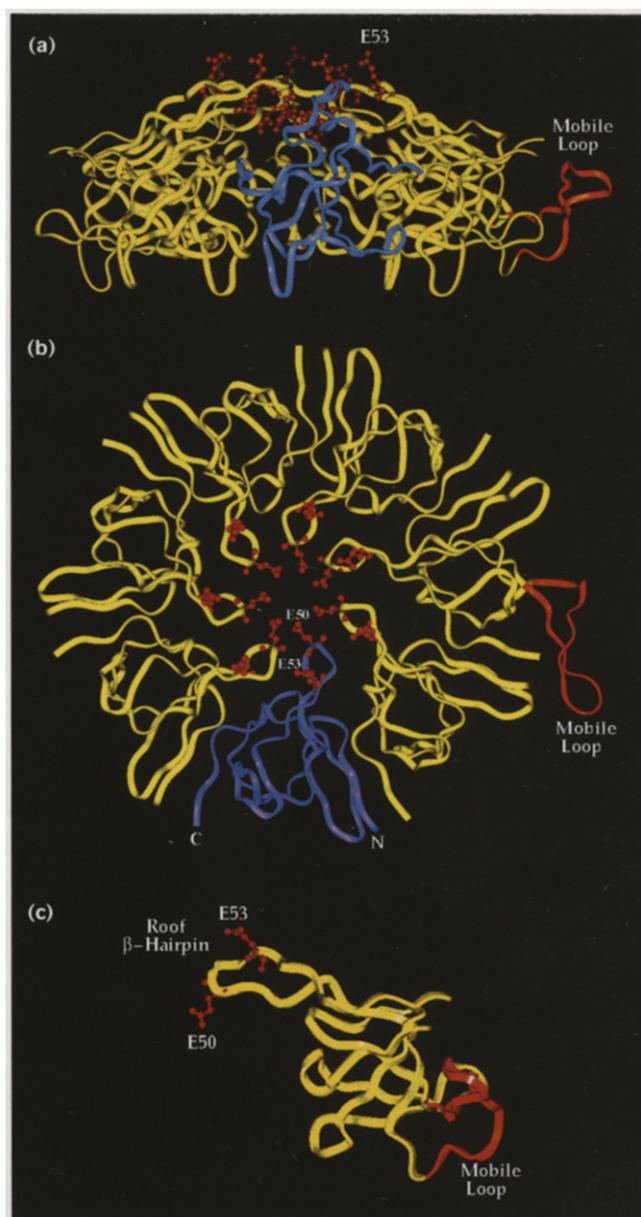 (a)
E53
Mobile
Loop
(b)
E50
E53
Mobile
Loop
C
N
(c)
E53
Roof
β-Hairpin
E50
Mobile
Loop